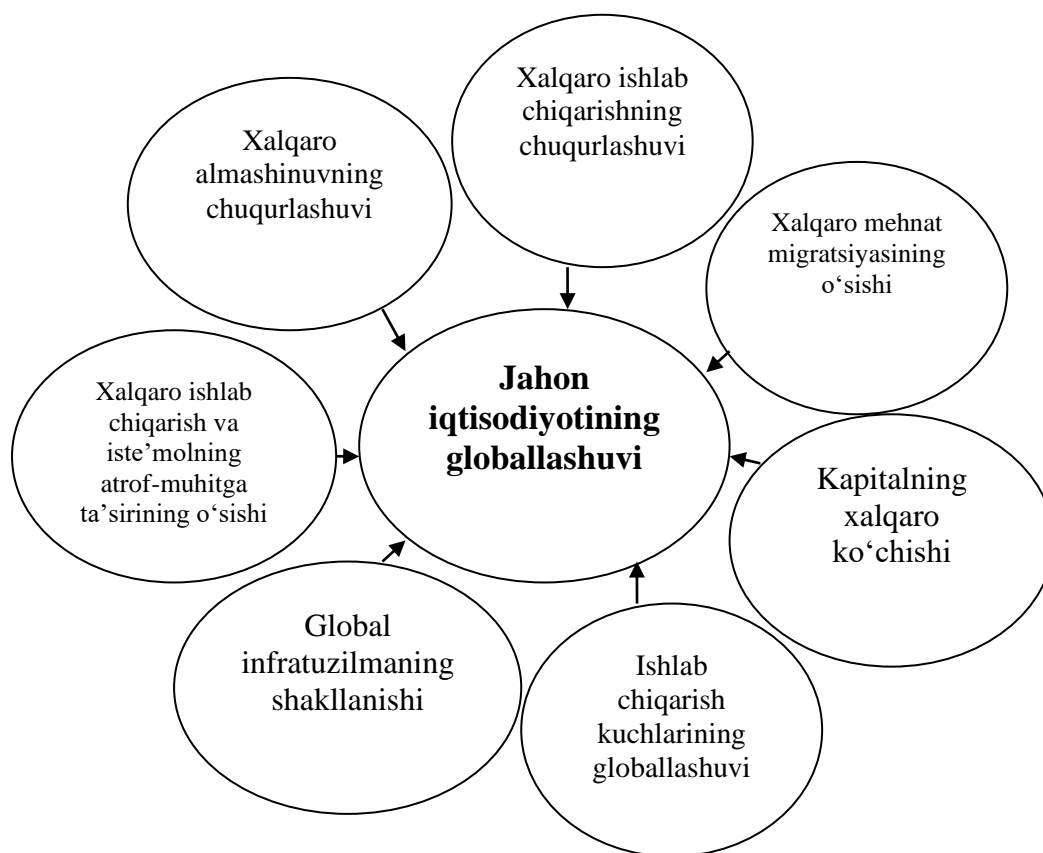 Xalqaro ishlab
chiqarishning
chuqurlashuvi
Xalqaro
almashinuvning
chuqurlashuvi
Xalqaro mehnat
migratsiyasining
o‘sishi
Jahon
iqtisodiyotining
globallashuvi
Xalqaro ishlab
chiqarish va
iste’molning
atrof-muhitga
ta’sirining o‘sishi
Kapitalning
xalqaro
ko‘chishi
Global
infratuzilmaning
shakllanishi
Ishlab
chiqarish
kuchlarining
globallashuvi